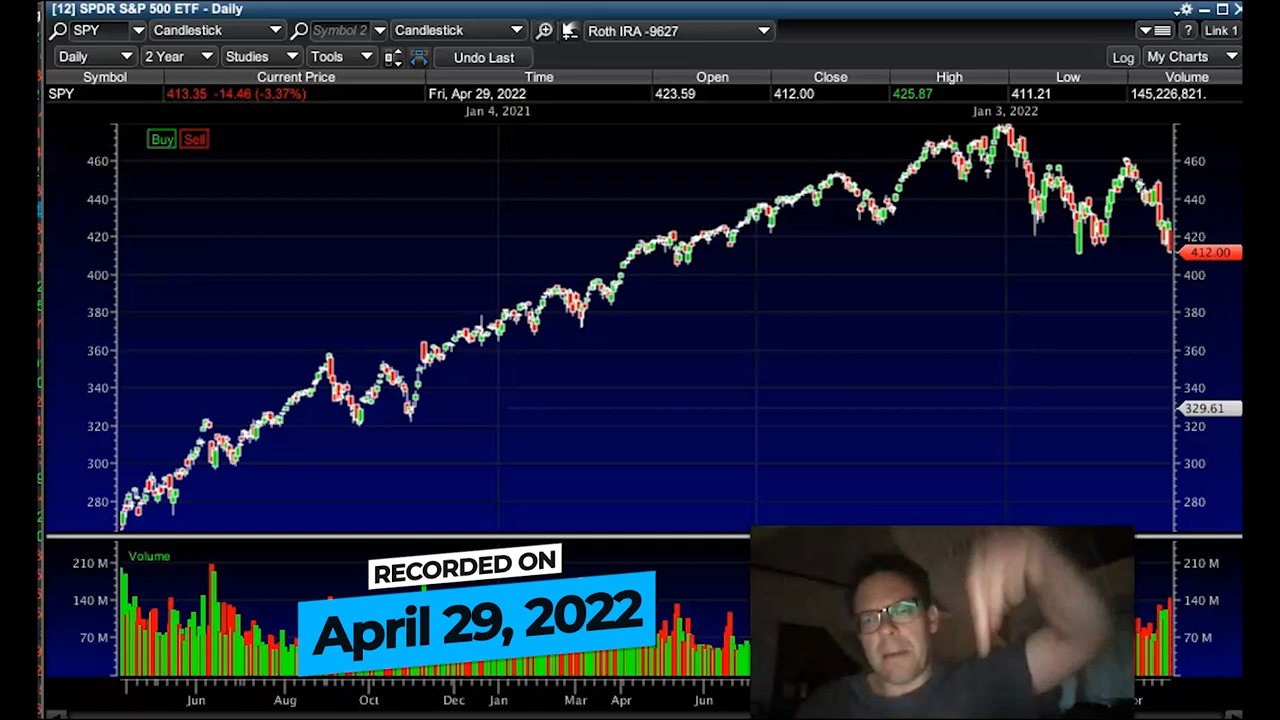 [12] SPDR S&P 500 ETF - Daily
SPY Candlestick Symbol 2 Candlestick Roth IRA -9627 ? Link 1
Daily 2 Year Studies Tools Undo Last Log My Charts
Symbol Current Price Time Open Close High Low Volume
SPY 413.35 -14.46 (-3.37%) Fri, Apr 29, 2022 423.59 412.00 425.87 411.21 145,226,821.
Jan 4, 2021 Jan 3, 2022
Buy Sell
460 460
440 440
420 420
412.00
400 400
380 380
360 360
340 340
329.61
320 320
300 300
280 280
Volume
210 M 210 M
140 M 140 M
70 M 70 M
RECORDED ON
April 29, 2022
Jun Aug Oct Dec Jan Mar Apr Jun